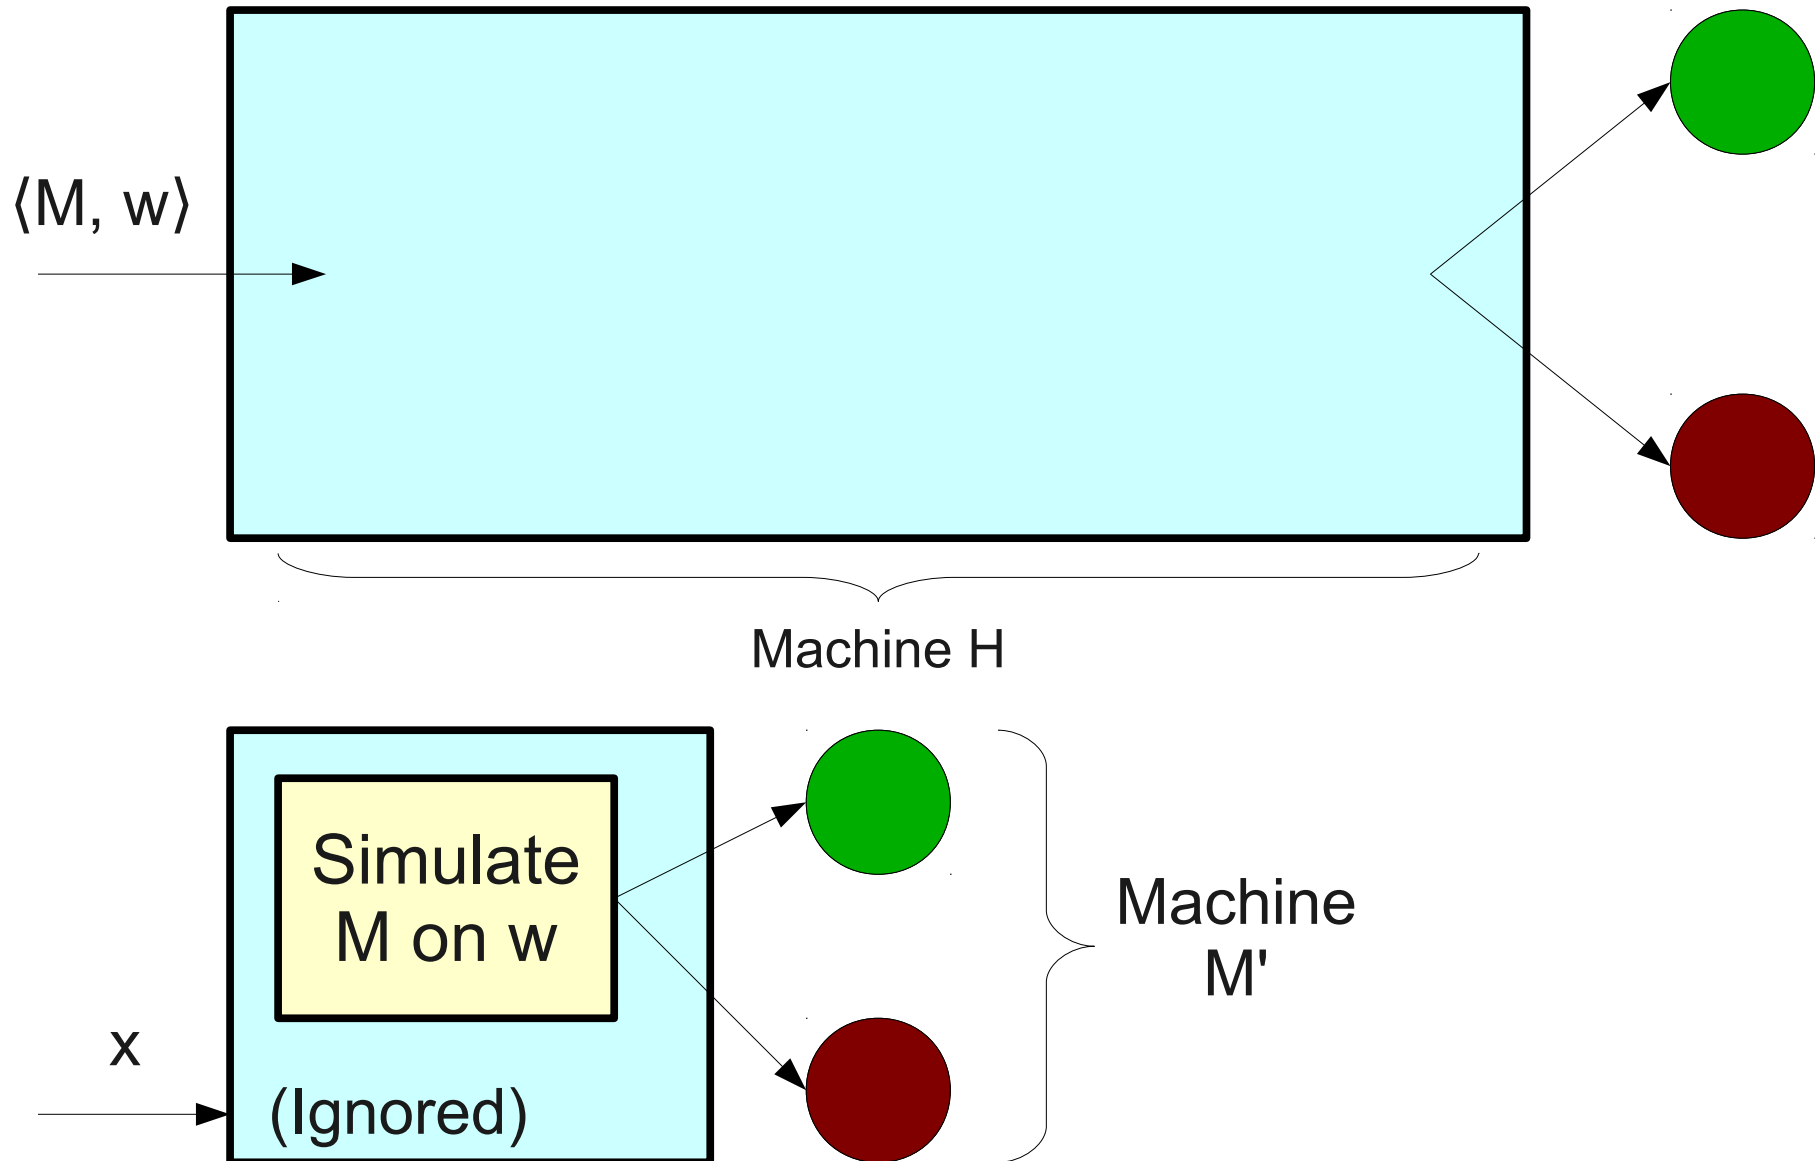 ⟨M, w⟩
Machine H
Simulate
M on w
Machine
M'
x
(Ignored)